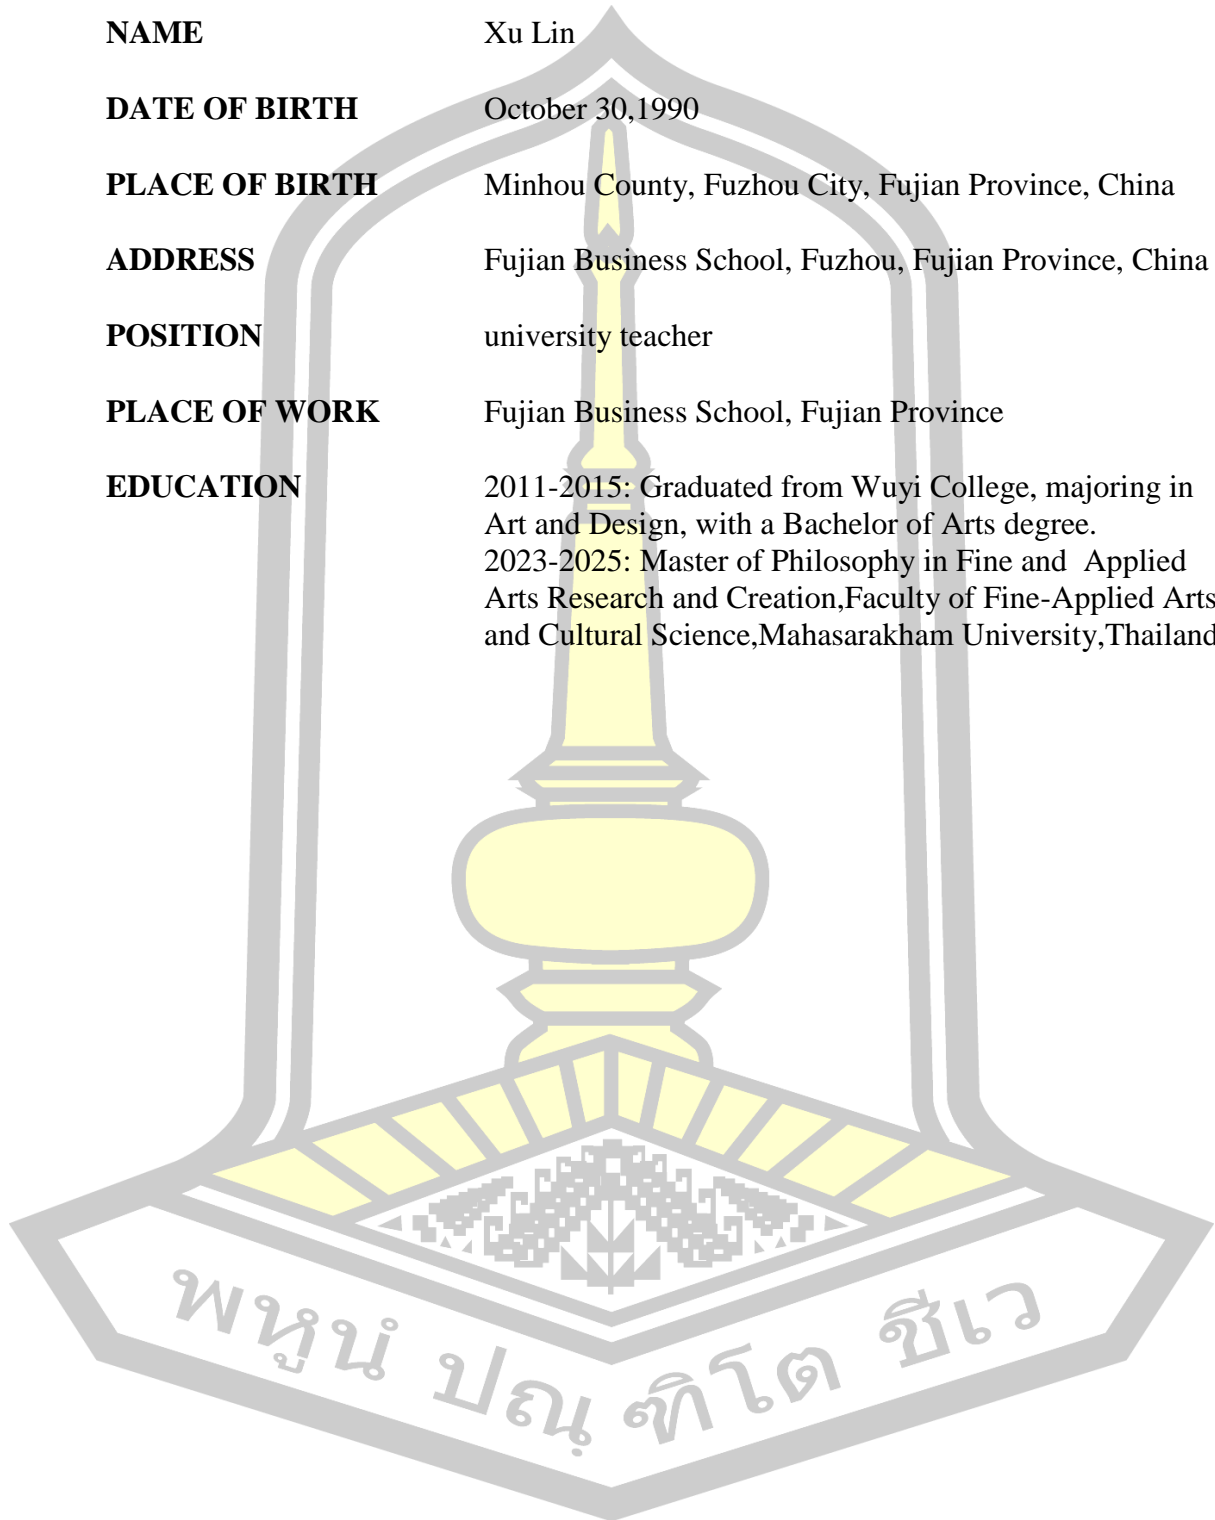 NAME Xu Lin
DATE OF BIRTH October 30,1990
PLACE OF BIRTH Minhou County, Fuzhou City, Fujian Province, China
ADDRESS Fujian Business School, Fuzhou, Fujian Province, China
POSITION university teacher
PLACE OF WORK Fujian Business School, Fujian Province
EDUCATION 2011-2015: Graduated from Wuyi College, majoring in
Art and Design, with a Bachelor of Arts degree.
2023-2025: Master of Philosophy in Fine and Applied
Arts Research and Creation,Faculty of Fine-Applied Arts
and Cultural Science,Mahasarakham University,Thailand
พหูนํ ปณฺฑิโต ชีเว